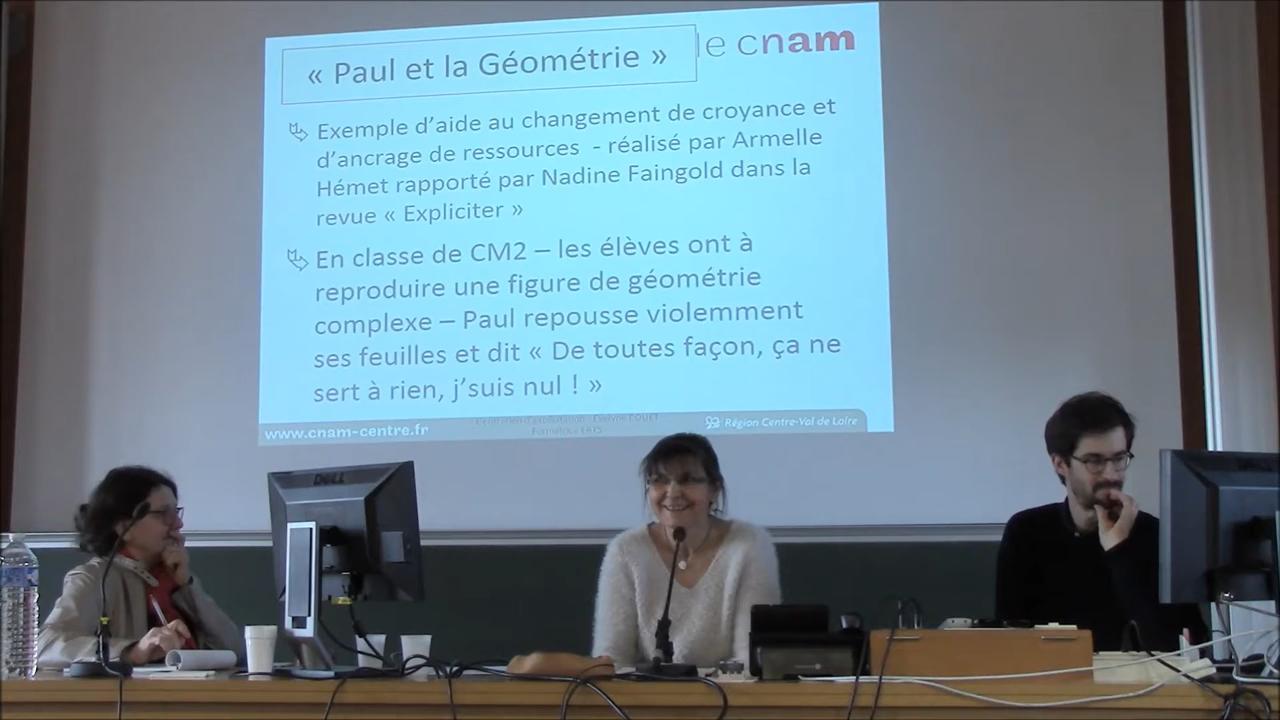 « Paul et la Géométrie »
le cnam
Exemple d’aide au changement de croyance et
d’ancrage de ressources - réalisé par Armelle
Hémet rapporté par Nadine Faingold dans la
revue « Expliciter »
En classe de CM2 – les élèves ont à
reproduire une figure de géométrie
complexe – Paul repousse violemment
ses feuilles et dit « De toutes façon, ça ne
sert à rien, j’suis nul ! »
www.cnam-centre.fr
Région Centre-Val de Loire
DELL